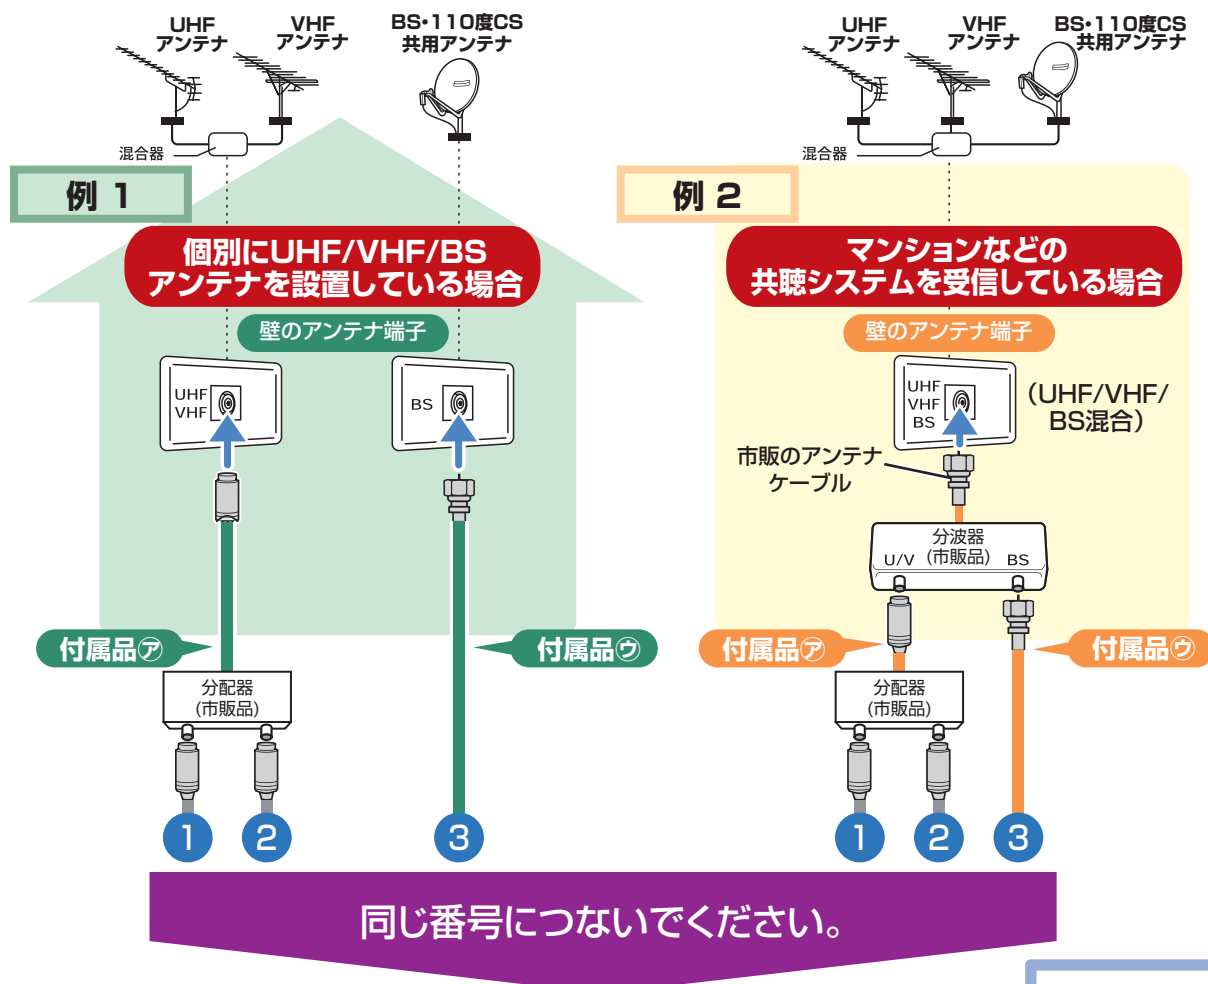 UHF
アンテナ
VHF
アンテナ
BS・110度CS
共用アンテナ
混合器
例 1
個別にUHF/VHF/BS
アンテナを設置している場合
壁のアンテナ端子
UHF
VHF
BS
付属品㋐
付属品㋒
分配器
(市販品)
1
2
3
UHF
アンテナ
VHF
アンテナ
BS・110度CS
共用アンテナ
混合器
例 2
マンションなどの
共聴システムを受信している場合
壁のアンテナ端子
UHF
VHF
BS
(UHF/VHF/
BS混合)
市販のアンテナ
ケーブル
分波器
(市販品)
U/V
BS
付属品㋐
付属品㋒
分配器
(市販品)
1
2
3
同じ番号につないでください。